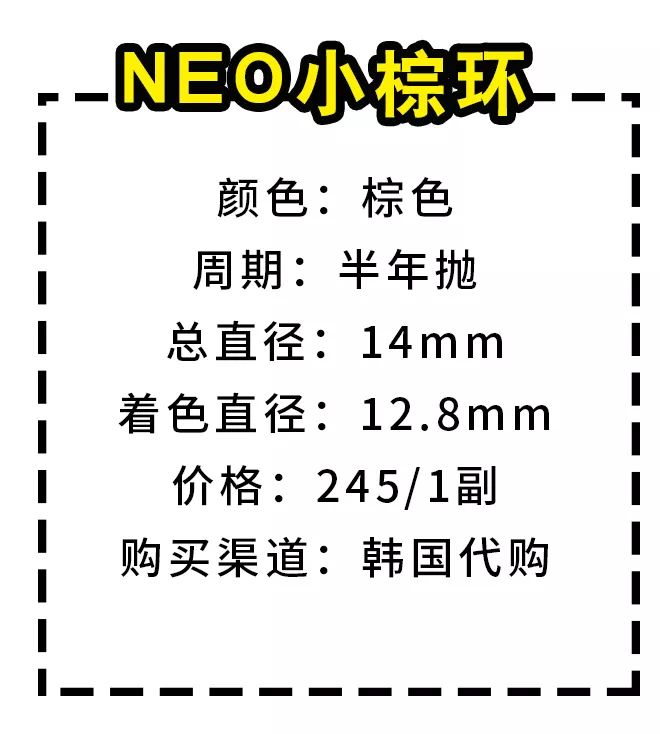 NEO小棕环
颜色：棕色
周期：半年抛
总直径：14mm
着色直径：12.8mm
价格：245/1副
购买渠道：韩国代购